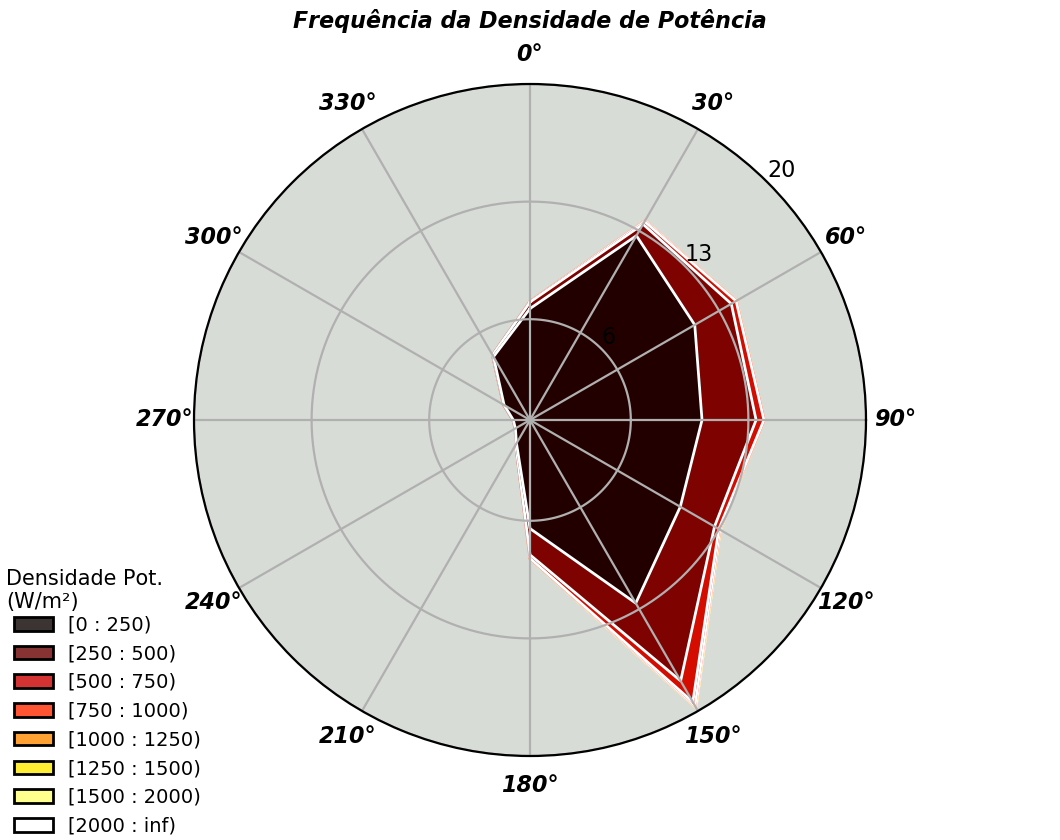 Frequência da Densidade de Potência
0°
330°
30°
20
300°
60°
13
6
270°
90°
240°
120°
210°
150°
180°
Densidade Pot.
(W/m²)
[0 : 250)
[250 : 500)
[500 : 750)
[750 : 1000)
[1000 : 1250)
[1250 : 1500)
[1500 : 2000)
[2000 : inf)